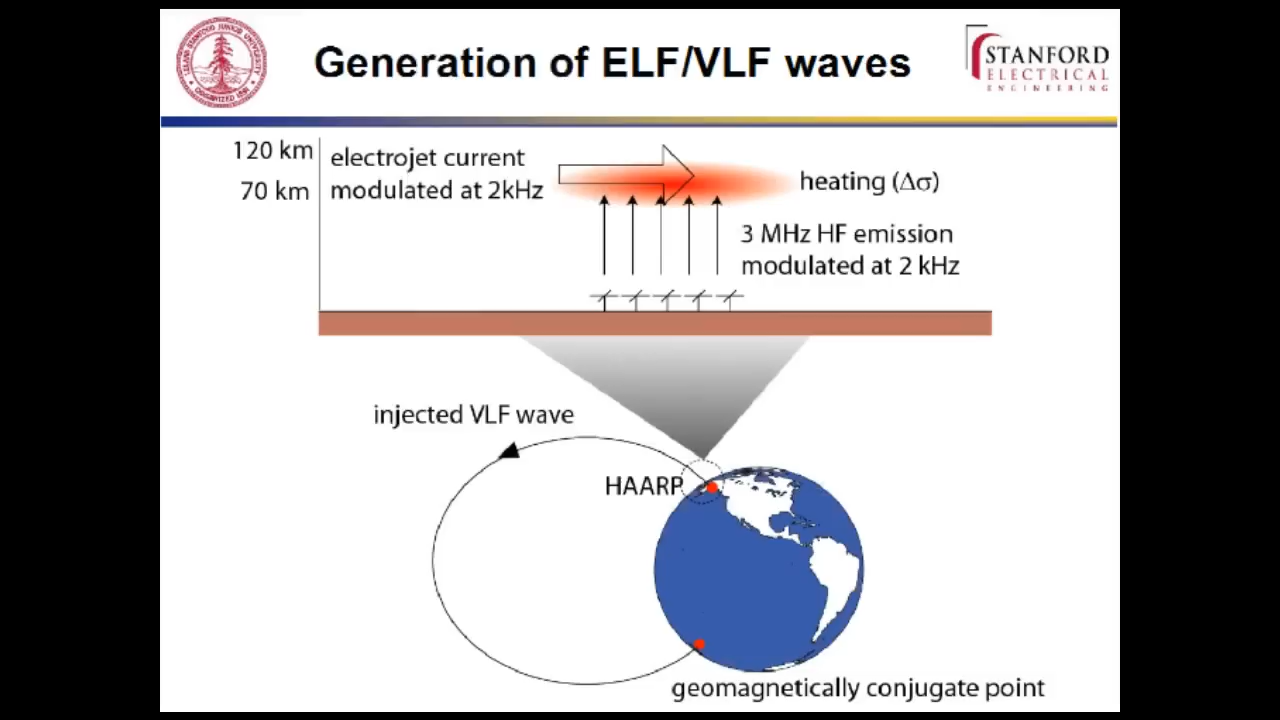 Generation of ELF/VLF waves
STANFORD
ELECTRICAL
ENGINEERING
120 km
70 km
electrojet current
modulated at 2kHz
heating (Δσ)
3 MHz HF emission
modulated at 2 kHz
injected VLF wave
HAARP
geomagnetically conjugate point